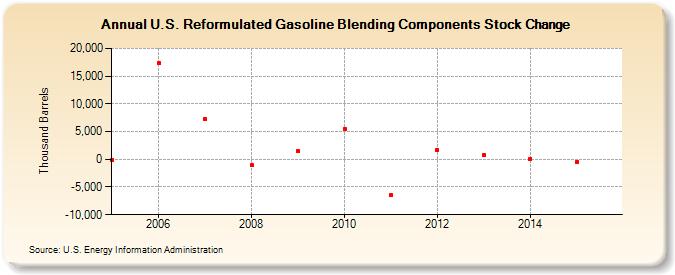 Annual U.S. Reformulated Gasoline Blending Components Stock Change
Thousand Barrels
20,000
15,000
10,000
5,000
0
-5,000
-10,000
2006 2008 2010 2012 2014
Source: U.S. Energy Information Administration